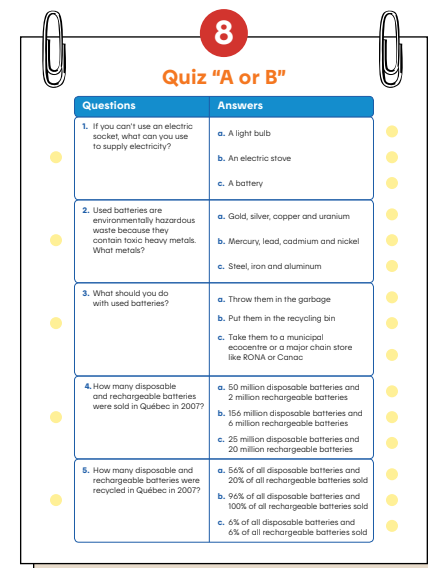 8
Quiz “A or B”
Questions
Answers
1. If you can't use an electric
socket, what can you use
to supply electricity?
a. A light bulb
b. An electric stove
c. A battery
2. Used batteries are
environmentally hazardous
waste because they
contain toxic heavy metals.
What metals?
a. Gold, silver, copper and uranium
b. Mercury, lead, cadmium and nickel
c. Steel, iron and aluminum
3. What should you do
with used batteries?
a. Throw them in the garbage
b. Put them in the recycling bin
c. Take them to a municipal
ecocentre or a major chain store
like RONA or Canac
4. How many disposable
and rechargeable batteries
were sold in Québec in 2007?
a. 50 million disposable batteries and
2 million rechargeable batteries
b. 156 million disposable batteries and
6 million rechargeable batteries
c. 25 million disposable batteries and
20 million rechargeable batteries
5. How many disposable and
rechargeable batteries were
recycled in Québec in 2007?
a. 56% of all disposable batteries and
20% of all rechargeable batteries sold
b. 96% of all disposable batteries and
100% of all rechargeable batteries sold
c. 6% of all disposable batteries and
6% of all rechargeable batteries sold